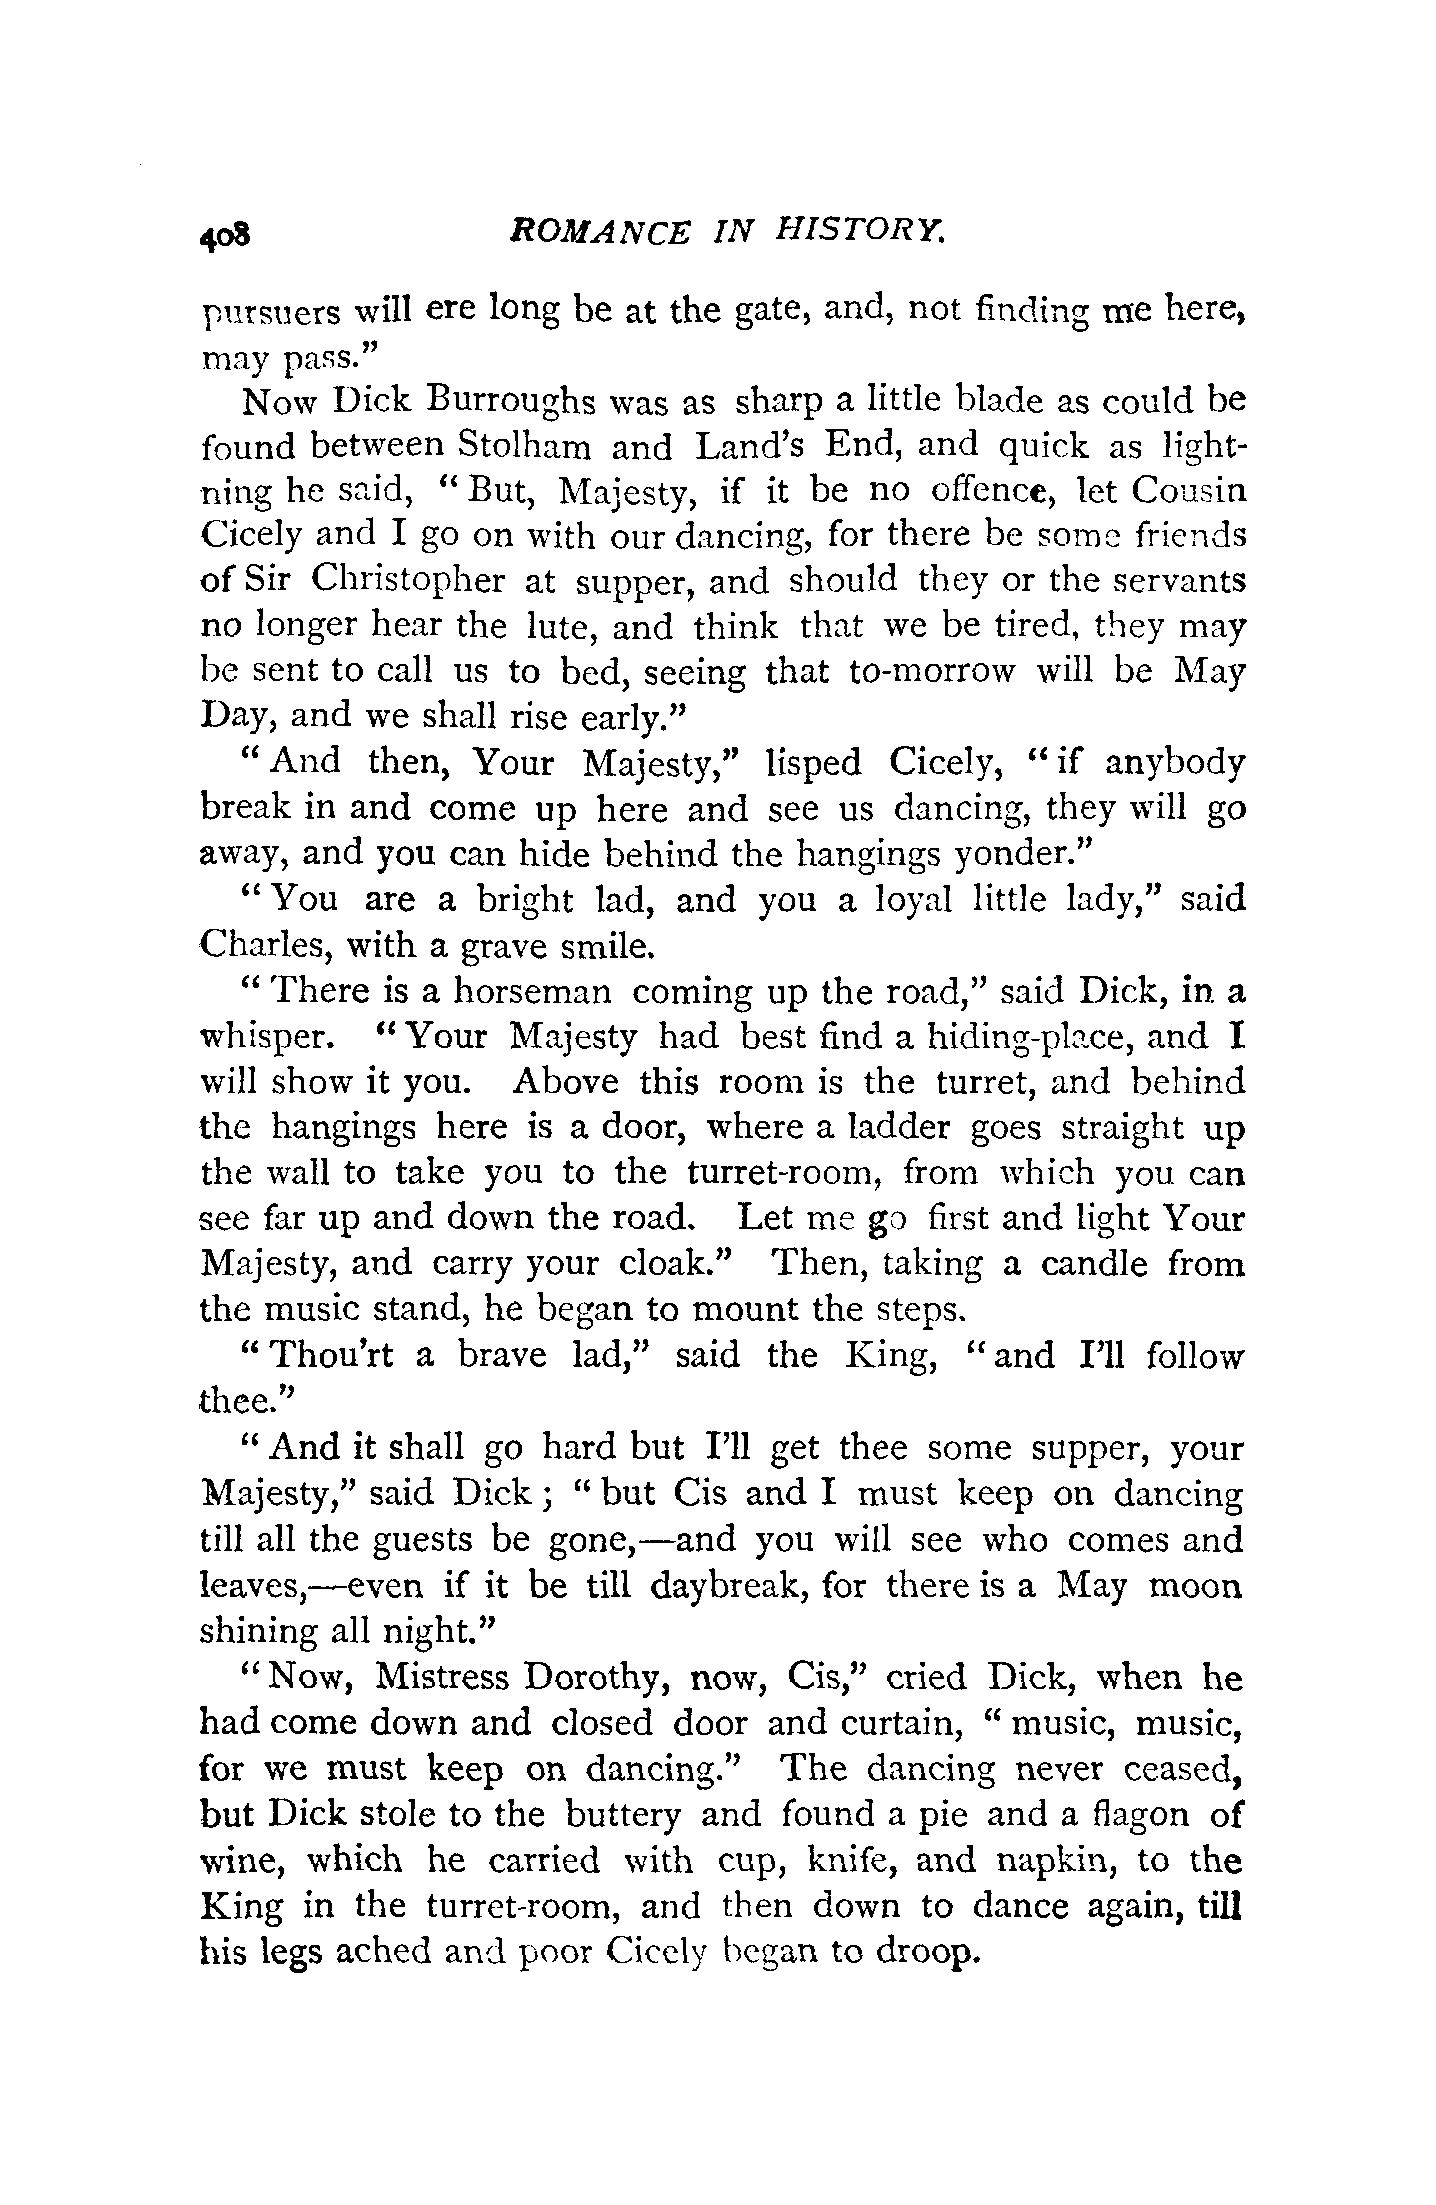 408 ROMANCE IN HISTORY.
pursuers will ere long be at the gate, and, not finding me here,
may pass.”
Now Dick Burroughs was as sharp a little blade as could be
found between Stolham and Land’s End, and quick as light-
ning he said, “ But, Majesty, if it be no offence, let Cousin
Cicely and I go on with our dancing, for there be some friends
of Sir Christopher at supper, and should they or the servants
no longer hear the lute, and think that we be tired, they may
be sent to call us to bed, seeing that to-morrow will be May
Day, and we shall rise early.”
“ And then, Your Majesty,” lisped Cicely, “ if anybody
break in and come up here and see us dancing, they will go
away, and you can hide behind the hangings yonder.”
“ You are a bright lad, and you a loyal little lady,” said
Charles, with a grave smile.
“ There is a horseman coming up the road,” said Dick, in a
whisper. “ Your Majesty had best find a hiding-place, and I
will show it you. Above this room is the turret, and behind
the hangings here is a door, where a ladder goes straight up
the wall to take you to the turret-room, from which you can
see far up and down the road. Let me go first and light Your
Majesty, and carry your cloak.” Then, taking a candle from
the music stand, he began to mount the steps.
“ Thou’rt a brave lad,” said the King, “ and I’ll follow
thee.”
“ And it shall go hard but I’ll get thee some supper, your
Majesty,” said Dick ; “ but Cis and I must keep on dancing
till all the guests be gone,—and you will see who comes and
leaves,—even if it be till daybreak, for there is a May moon
shining all night.”
“ Now, Mistress Dorothy, now, Cis,” cried Dick, when he
had come down and closed door and curtain, “ music, music,
for we must keep on dancing.” The dancing never ceased,
but Dick stole to the buttery and found a pie and a flagon of
wine, which he carried with cup, knife, and napkin, to the
King in the turret-room, and then down to dance again, till
his legs ached and poor Cicely began to droop.